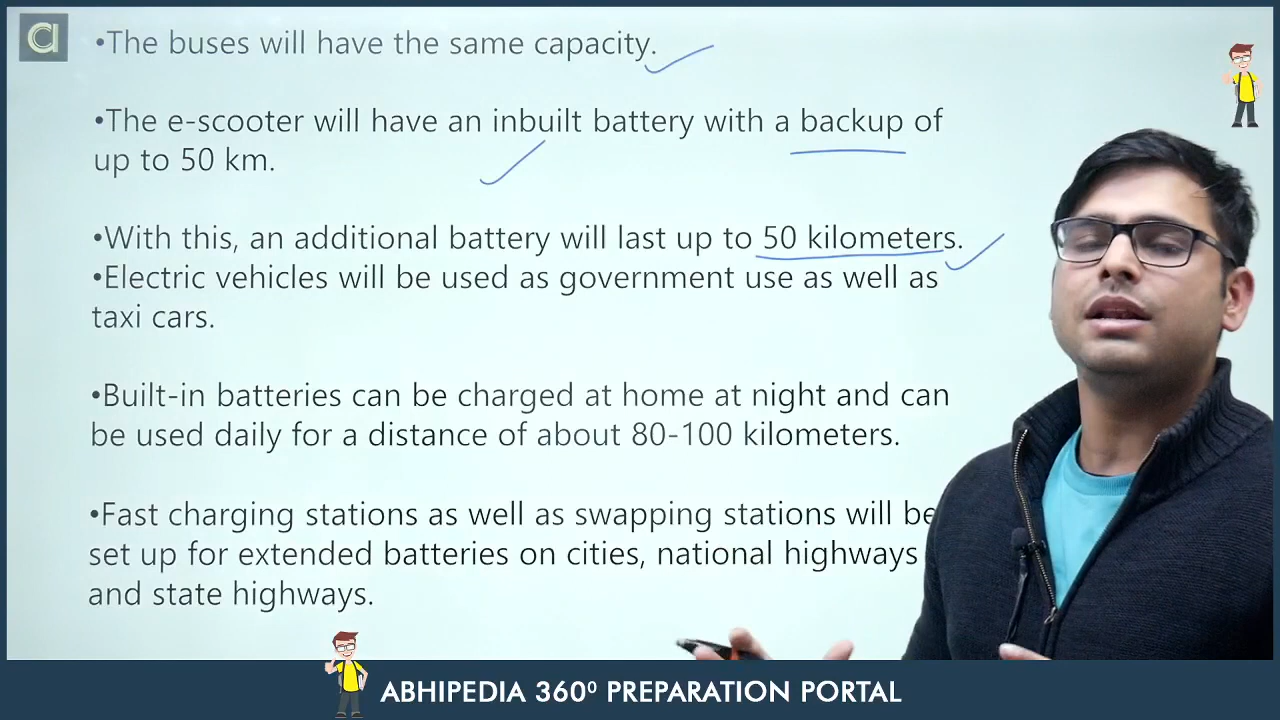 •The buses will have the same capacity.
•The e-scooter will have an inbuilt battery with a backup of
up to 50 km.
•With this, an additional battery will last up to 50 kilometers.
•Electric vehicles will be used as government use as well as
taxi cars.
•Built-in batteries can be charged at home at night and can
be used daily for a distance of about 80-100 kilometers.
•Fast charging stations as well as swapping stations will be
set up for extended batteries on cities, national highways
and state highways.
ABHIPEDIA 360⁰ PREPARATION PORTAL